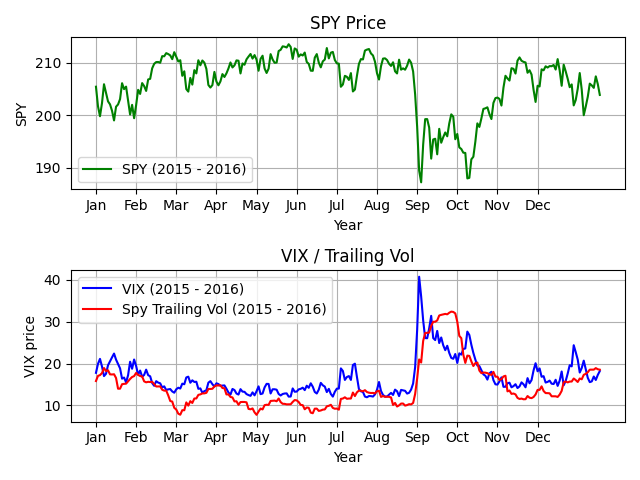 SPY Price
210
200
190
SPY
SPY (2015 - 2016)
Jan Feb Mar Apr May Jun Jul Aug Sep Oct Nov Dec
Year
VIX / Trailing Vol
40
30
20
10
VIX price
VIX (2015 - 2016)
Spy Trailing Vol (2015 - 2016)
Jan Feb Mar Apr May Jun Jul Aug Sep Oct Nov Dec
Year